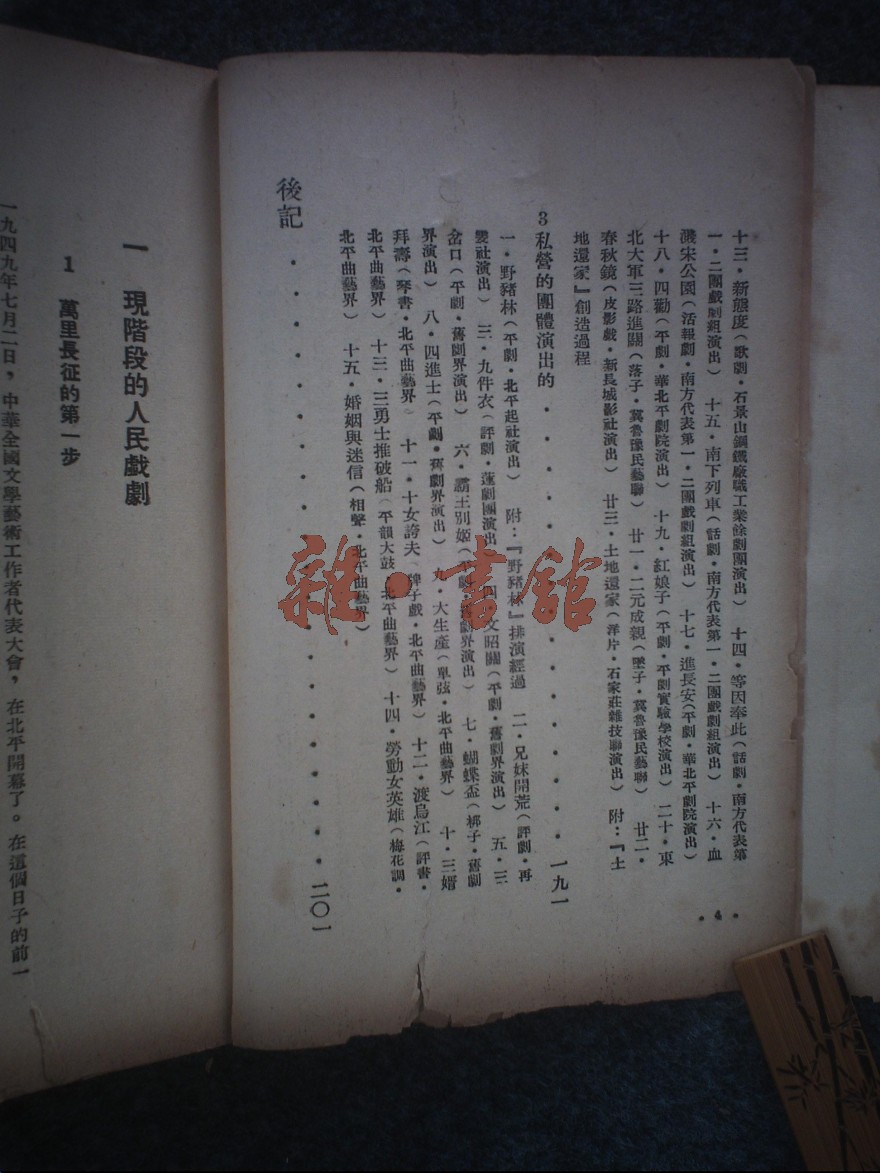 十三・新態度（歌劇・石景山鋼鐵廠職工業餘劇團演出）　十四・等因奉此（話劇・南方代表第
一・二團戲劇組演出）　十五・南下列車（話劇・南方代表第一・二團戲劇組演出）　十六・血
濺宋公園（活報劇・南方代表第一・二團戲劇組演出）　十七・進長安（平劇・華北平劇院演出）
十八・四勸（平劇・華北平劇院演出）　十九・紅娘子（平劇・平劇實驗學校演出）　二十・東
北大軍三路進關（落子・冀魯豫民藝聯）　廿一・二元成親（墜子・冀魯豫民藝聯）　廿二・
春秋鏡（皮影戲・新長城影社演出）　廿三・土地還家（洋片・石家莊雜技聯演出）　附：『土
地還家』創造過程
3 私營的團體演出的・・・・・・・・・・・・・・一九一
一・野豬林（平劇・北平起社演出）　附：『野豬林』排演經過　二・兄妹開荒（評劇・再
雯社演出）　三・九件衣（評劇・蓮劇團演出）　四・文昭關（平劇・舊劇界演出）　五・三
岔口（平劇・舊劇界演出）　六・霸王別姬（平劇・舊劇界演出）　七・蝴蝶盃（梆子・舊劇
界演出）　八・四進士（平劇・舊劇界演出）　九・大生產（單弦・北平曲藝界）　十・三婿
拜壽（琴書・北平曲藝界）　十一・十女誇夫（牌子戲・北平曲藝界）　十二・渡烏江（評書・
北平曲藝界）　十三・三勇士推破船（平韻大鼓・北平曲藝界）　十四・勞動女英雄（梅花調・
北平曲藝界）　十五・婚姻與迷信（相聲・北平曲藝界）
後記・・・・・・・・・・・・・・・・・・二〇一
・4・
一　現階段的人民戲劇
1　萬里長征的第一步
一九四九年七月二日，中華全國文學藝術工作者代表大會，在北平開幕了。在這個日子的前一
雜・書館